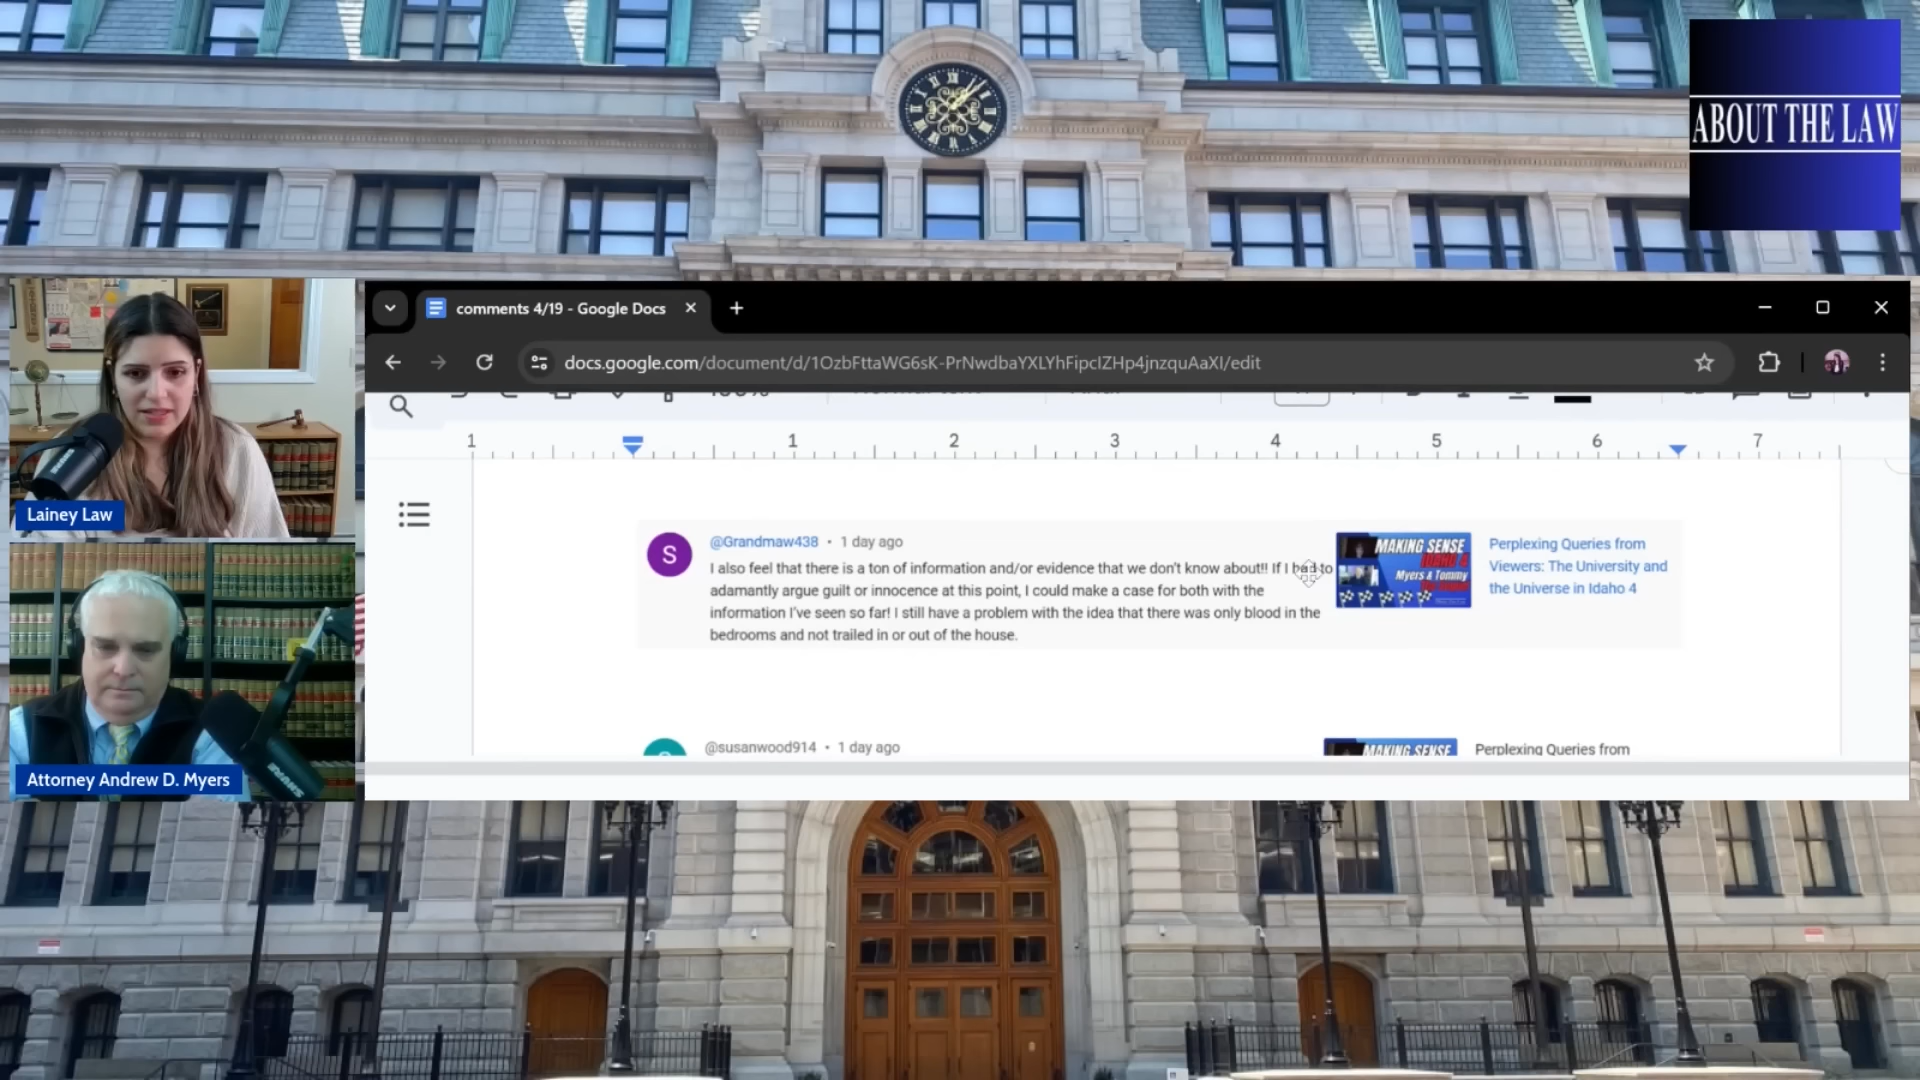 ABOUT THE LAW
comments 4/19 - Google Docs
docs.google.com/document/d/1OzbFttaWG6sK-PrNwdbaYXLYhFipcIZHp4jnzquAaXI/edit
1 1 2 3 4 5 6 7
Lainey Law
Attorney Andrew D. Myers
S
@Grandmaw438 • 1 day ago
I also feel that there is a ton of information and/or evidence that we don't know about!! If I had to
adamantly argue guilt or innocence at this point, I could make a case for both with the
information I've seen so far! I still have a problem with the idea that there was only blood in the
bedrooms and not trailed in or out of the house.
MAKING SENSE
IDAHO 4
Myers & Tommy
Perplexing Queries from
Viewers: The University and
the Universe in Idaho 4
@susanwood914 • 1 day ago
MAKING SENSE
Perplexing Queries from